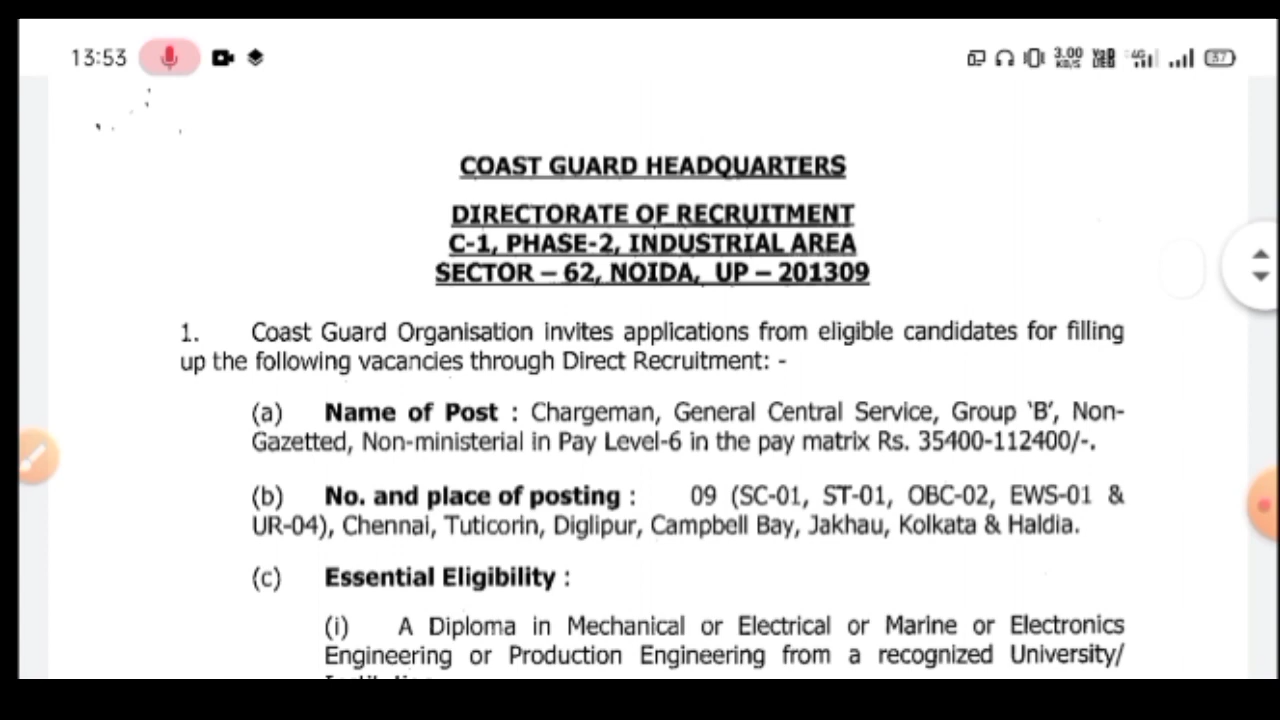 13:53
3.00 KB/S 4G 37
COAST GUARD HEADQUARTERS
DIRECTORATE OF RECRUITMENT
C-1, PHASE-2, INDUSTRIAL AREA
SECTOR – 62, NOIDA, UP – 201309
1. Coast Guard Organisation invites applications from eligible candidates for filling
up the following vacancies through Direct Recruitment: -
(a) Name of Post : Chargeman, General Central Service, Group 'B', Non-
Gazetted, Non-ministerial in Pay Level-6 in the pay matrix Rs. 35400-112400/-.
(b) No. and place of posting : 09 (SC-01, ST-01, OBC-02, EWS-01 &
UR-04), Chennai, Tuticorin, Diglipur, Campbell Bay, Jakhau, Kolkata & Haldia.
(c) Essential Eligibility :
(i) A Diploma in Mechanical or Electrical or Marine or Electronics
Engineering or Production Engineering from a recognized University/